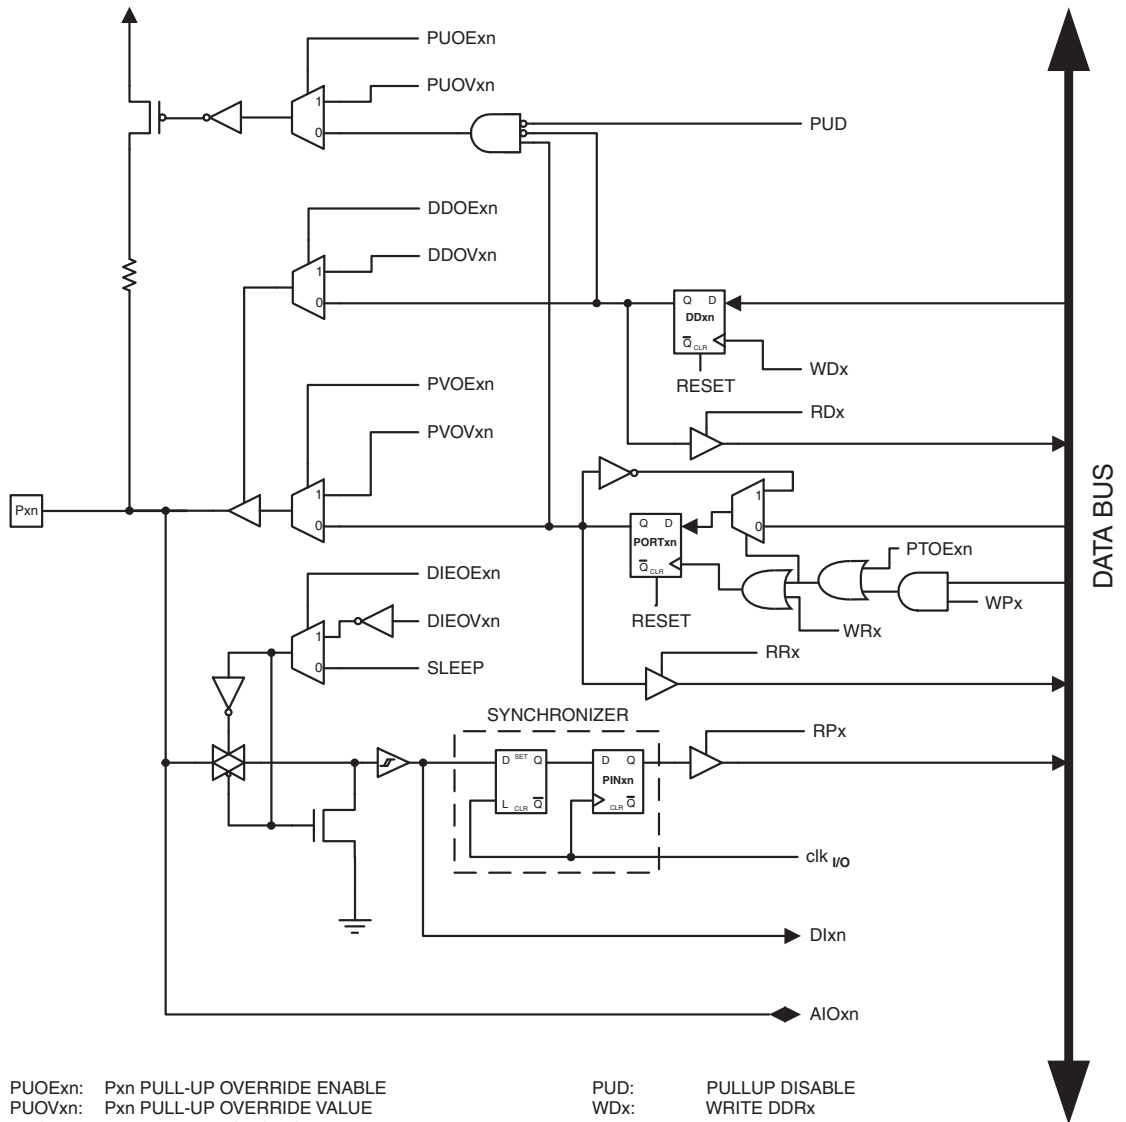 PUOExn
PUOVxn
1
0
PUD
DDOExn
DDOVxn
1
0
Q D
DDxn
Q CLR
RESET
WDx
RDx
PVOExn
PVOVxn
1
0
Pxn
1
0
Q D
PORTxn
Q CLR
RESET
PTOExn
WPx
WRx
RRx
DATA BUS
DIEOExn
DIEOVxn
1
0
SLEEP
SYNCHRONIZER
D SET Q
L CLR Q
D Q
PINxn
CLR Q
RPx
clk I/O
DIxn
AIOxn
PUOExn: Pxn PULL-UP OVERRIDE ENABLE
PUOVxn: Pxn PULL-UP OVERRIDE VALUE
PUD: PULLUP DISABLE
WDx: WRITE DDRx